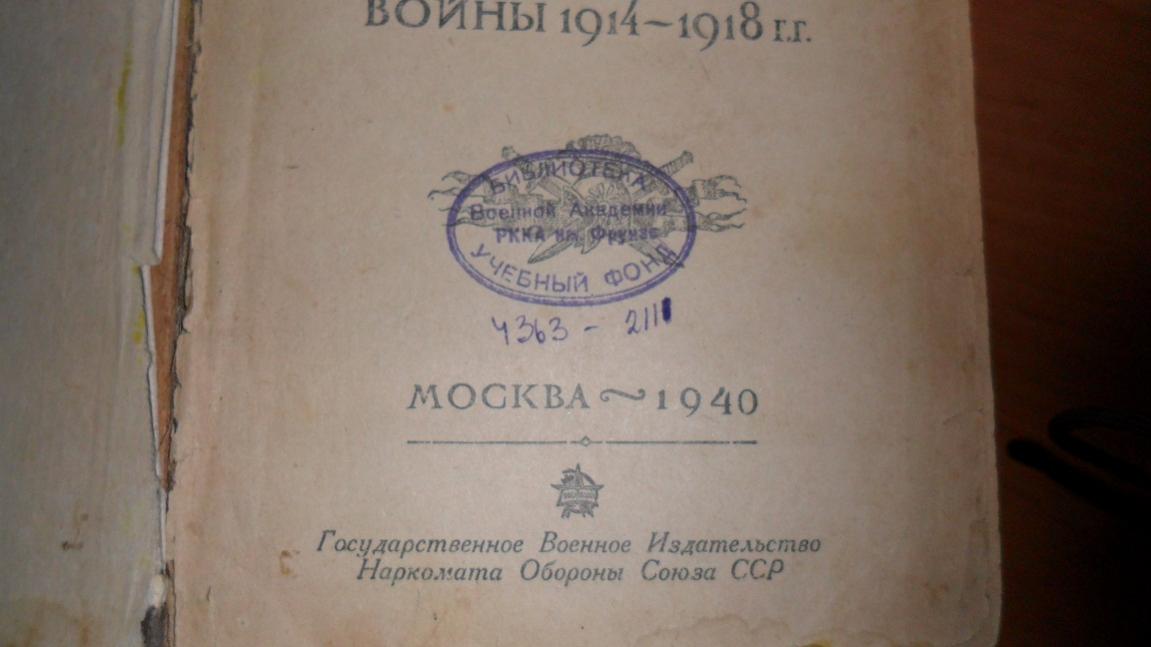 ВОЙНЫ 1914–1918 г.г.
БИБЛИОТЕКА
Военной Академии
РККА им. Фрунзе
УЧЕБНЫЙ ФОНД
4363 - 2111
МОСКВА ~ 1940
Государственное Военное Издательство
Наркомата Обороны Союза ССР